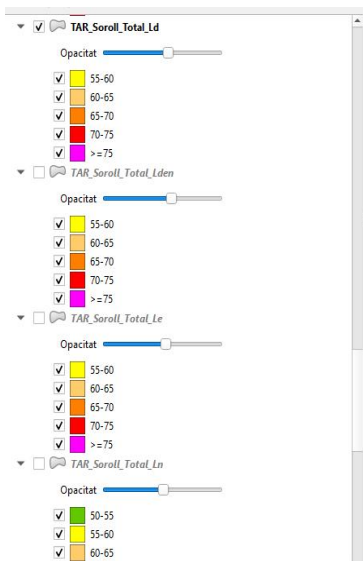 TAR_Soroll_Total_Ld
Opacitat
55-60
60-65
65-70
70-75
>=75
TAR_Soroll_Total_Lden
Opacitat
55-60
60-65
65-70
70-75
>=75
TAR_Soroll_Total_Le
Opacitat
55-60
60-65
65-70
70-75
>=75
TAR_Soroll_Total_Ln
Opacitat
50-55
55-60
60-65